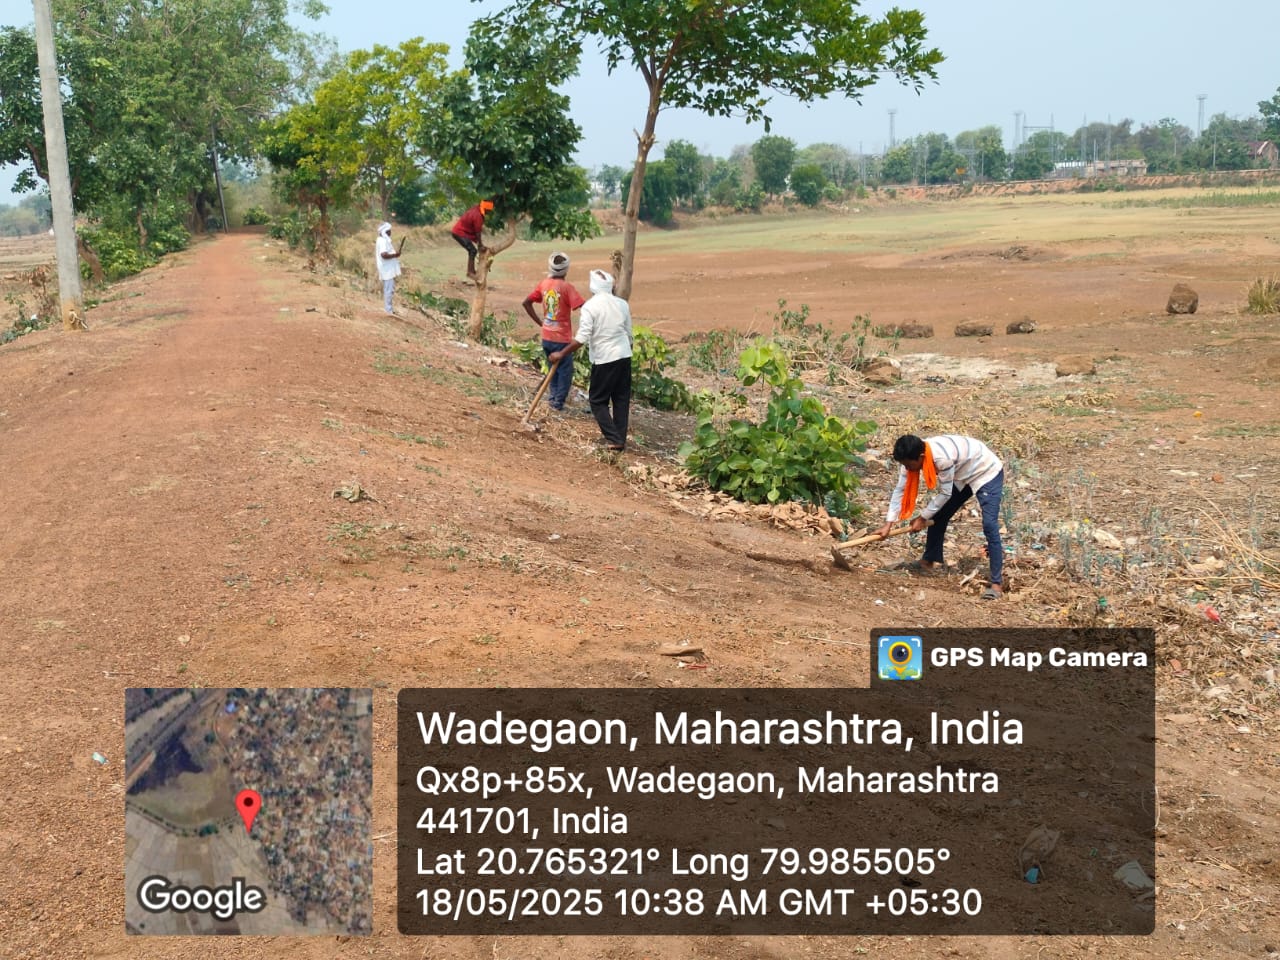 GPS Map Camera
Wadegaon, Maharashtra, India
Qx8p+85x, Wadegaon, Maharashtra
441701, India
Lat 20.765321° Long 79.985505°
18/05/2025 10:38 AM GMT +05:30
Google